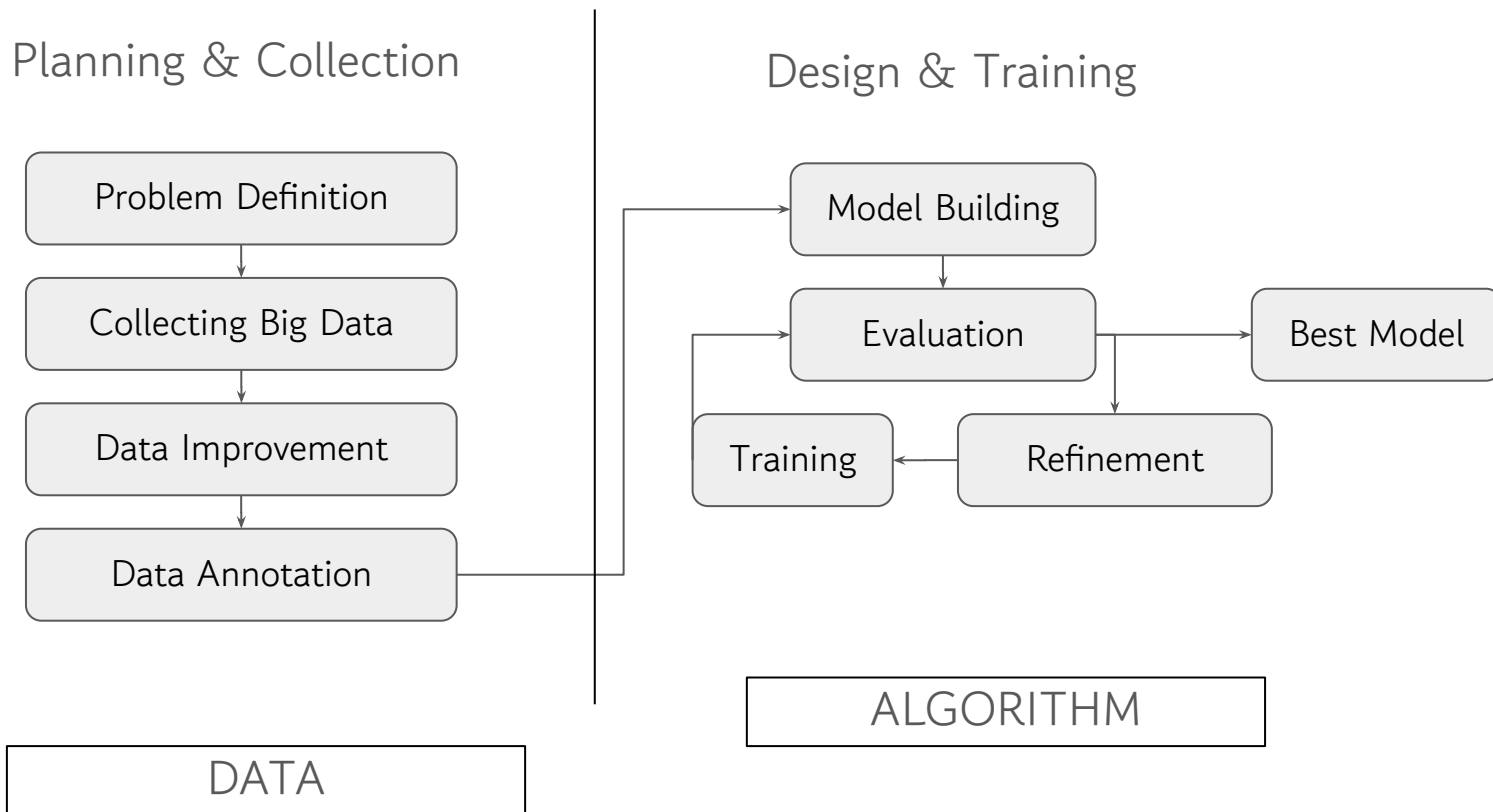 Planning & Collection
Problem Definition
Collecting Big Data
Data Improvement
Data Annotation
DATA
Design & Training
Model Building
Evaluation
Best Model
Training
Refinement
ALGORITHM